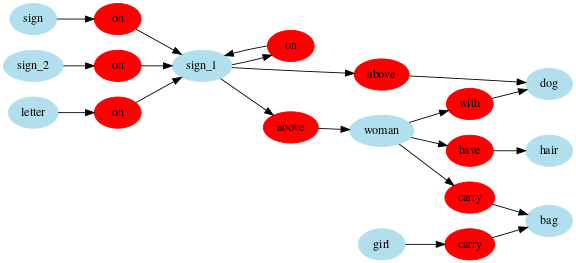 sign
on
sign_2
on
letter
on
sign_1
on
above
above
woman
with
have
carry
girl
carry
dog
hair
bag